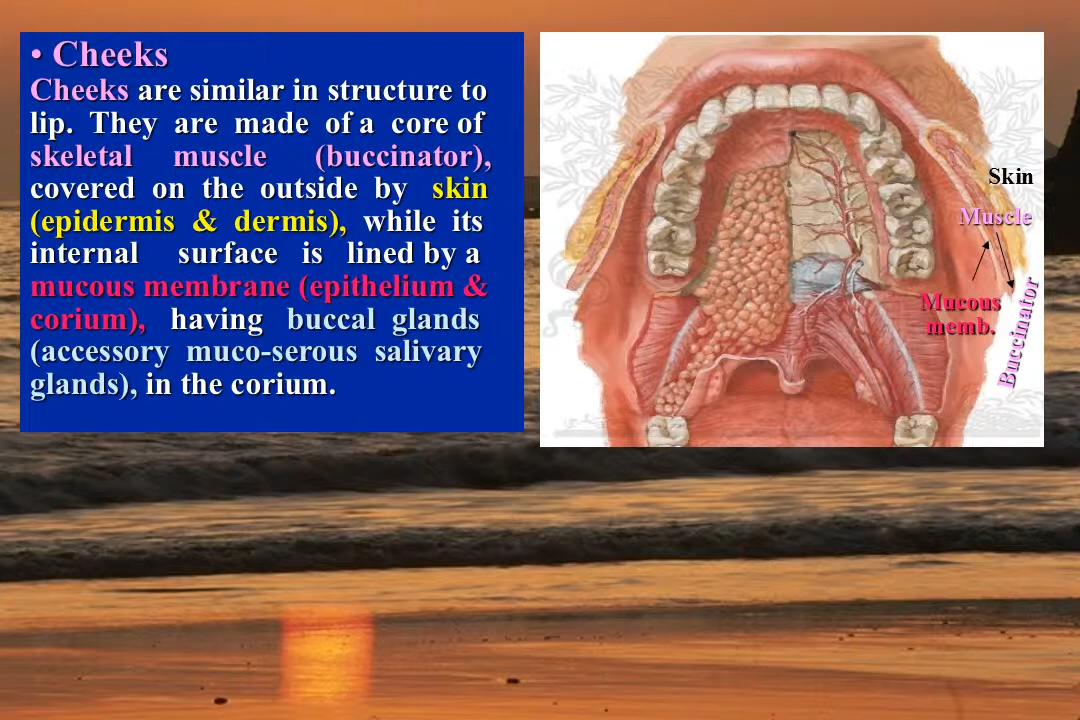 • Cheeks
Cheeks are similar in structure to
lip. They are made of a core of
skeletal muscle (buccinator),
covered on the outside by skin
(epidermis & dermis), while its
internal surface is lined by a
mucous membrane (epithelium &
corium), having buccal glands
(accessory muco-serous salivary
glands), in the corium.
Skin
Muscle
Mucous
memb.
Buccinator